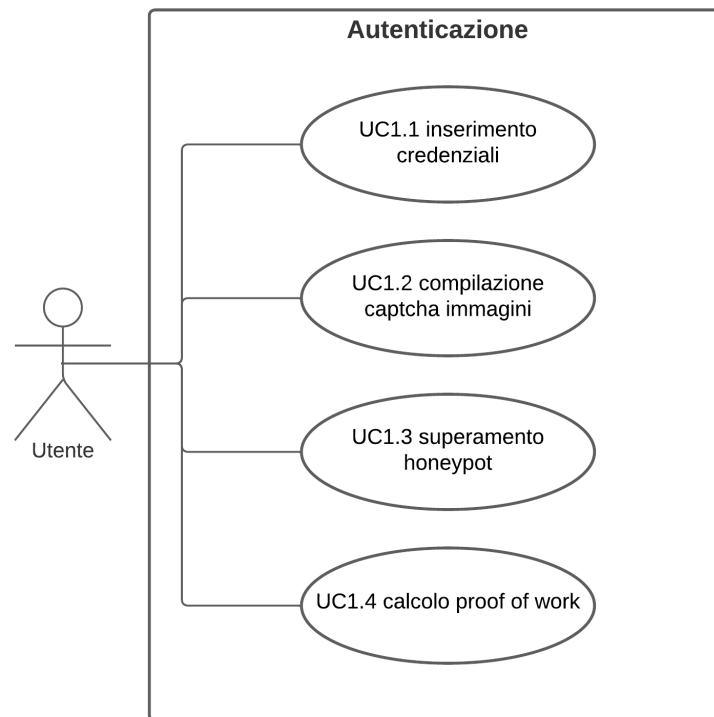 Autenticazione
UC1.1 inserimento
credenziali
UC1.2 compilazione
captcha immagini
UC1.3 superamento
honeypot
Utente
UC1.4 calcolo proof of work